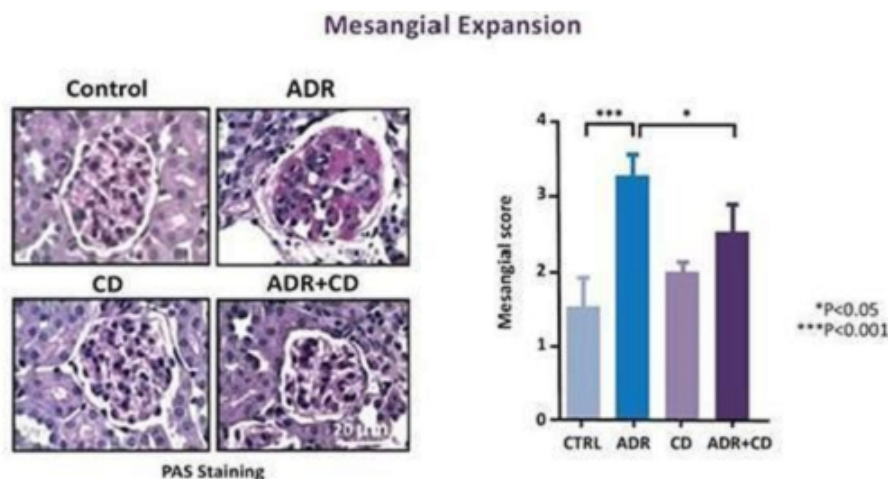 Mesangial Expansion
Control
ADR
CD
ADR+CD
20 µm
PAS Staining
Mesangial score
4
3
2
1
0
***
*
CTRL
ADR
CD
ADR+CD
*P<0.05
***P<0.001